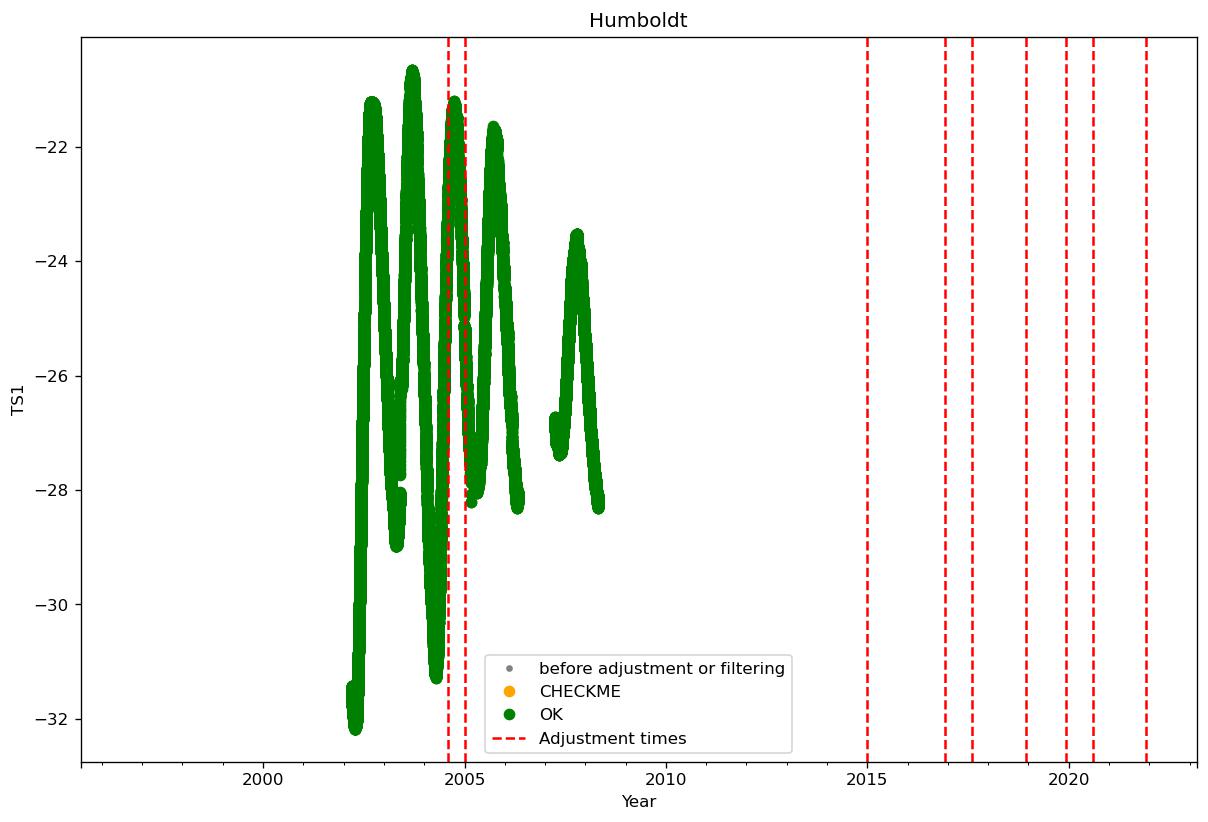 Humboldt
−22
−24
−26
−28
−30
−32
TS1
before adjustment or filtering
CHECKME
OK
Adjustment times
2000
2005
2010
2015
2020
Year